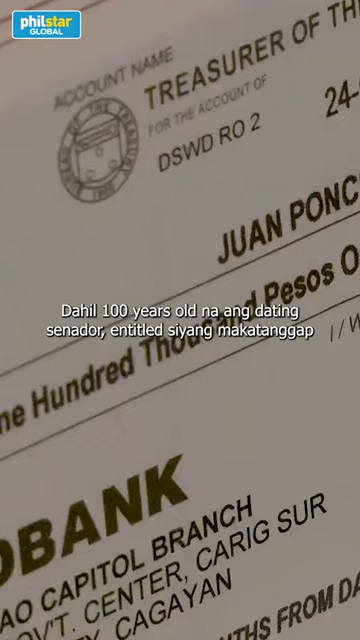 philstar
GLOBAL
ACCOUNT NAME
TREASURER OF TH
FOR THE ACCOUNT OF
DSWD RO 2
24-
JUAN PONC
Dahil 100 years old na ang dating
senador, entitled siyang makatanggap
ne Hundred Thousand Pesos O
OBANK
AO CAPITOL BRANCH
OV'T. CENTER, CARIG SUR
CAGAYAN
THS FROM DA